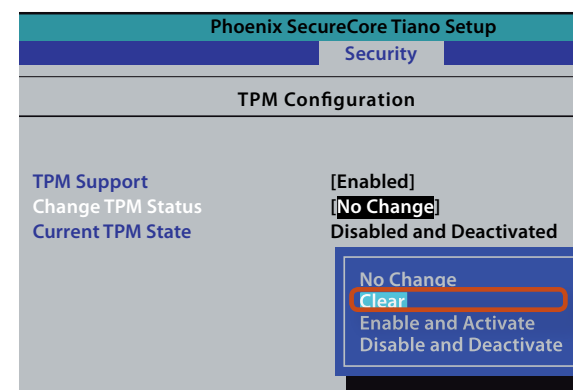 Phoenix SecureCore Tiano Setup
Security
TPM Configuration
TPM Support [Enabled]
Change TPM Status [No Change]
Current TPM State Disabled and Deactivated
No Change
Clear
Enable and Activate
Disable and Deactivate